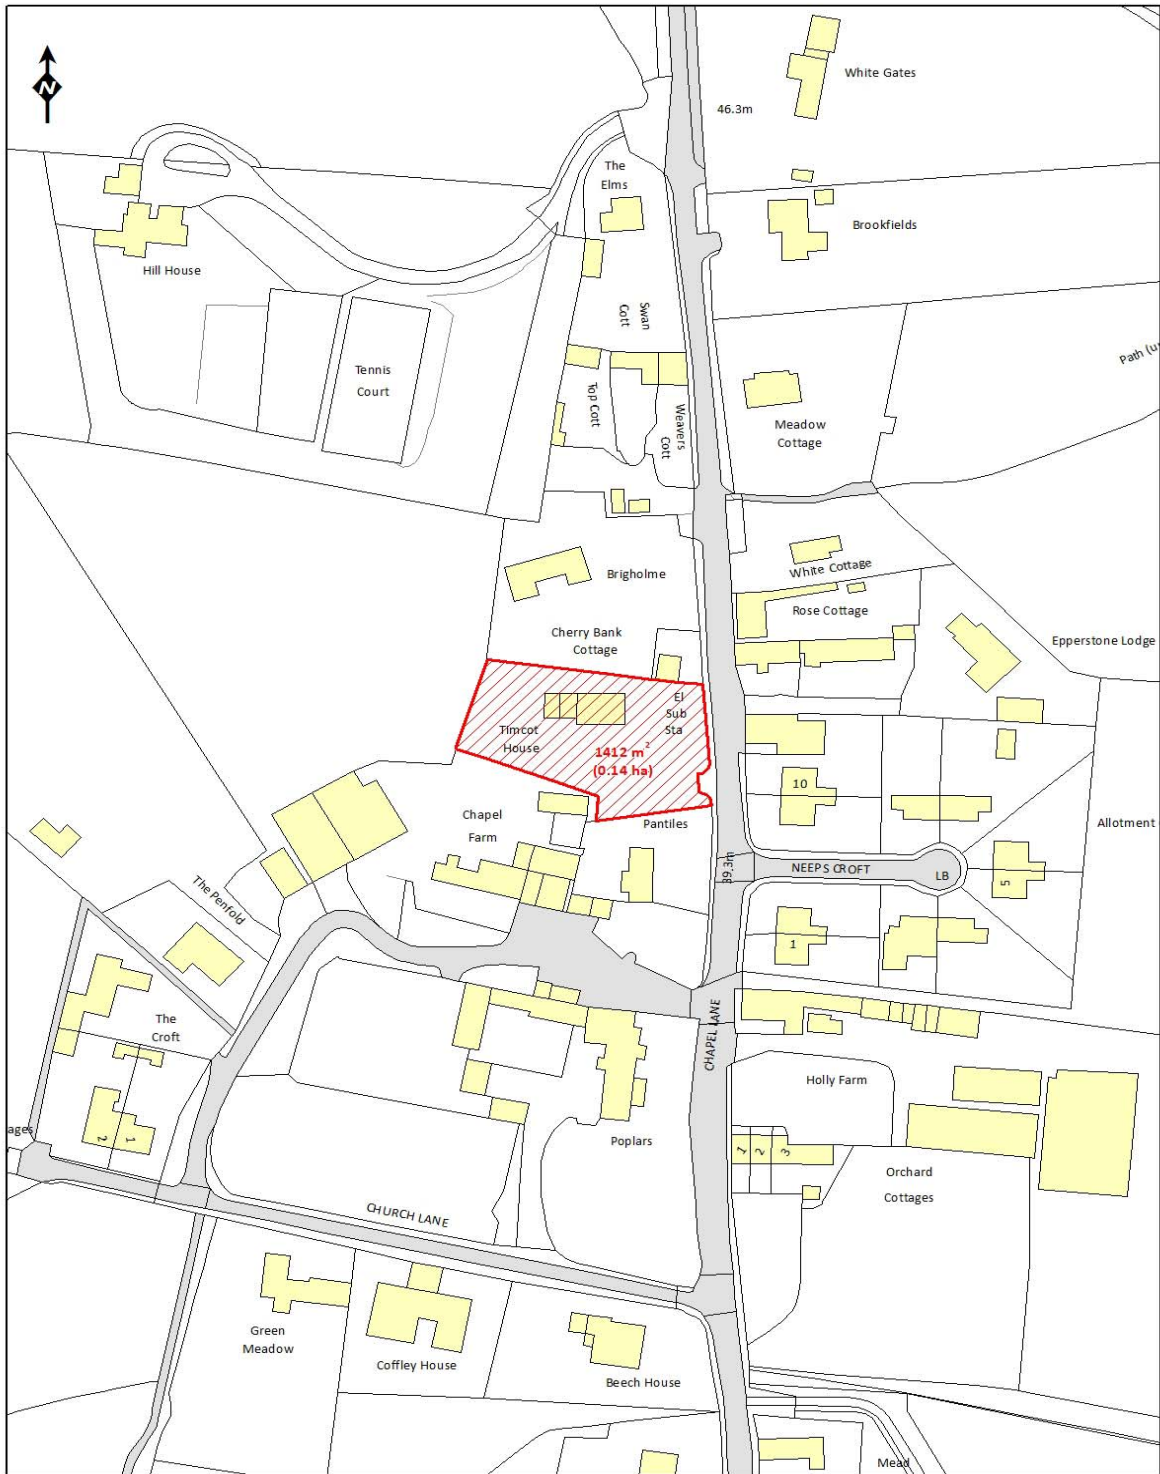 N
White Gates
46.3m
The
Elms
Brookfields
Hill House
Swan
Cott
Tennis
Court
Top Cott
Weavers
Cott
Meadow
Cottage
Path (u
White Cottage
Brigholme
Rose Cottage
Cherry Bank
Cottage
Epperstone Lodge
El
Sub
Sta
Timcot
House
1412 m²
(0.14 ha)
10
Chapel
Farm
Pantiles
Allotment
39.3m
NEEPS CROFT
LB
5
The Penfold
1
The
Croft
CHAPEL LANE
Holly Farm
ages
2
1
Poplars
1
2
3
Orchard
Cottages
CHURCH LANE
Green
Meadow
Coffley House
Beech House
Mead